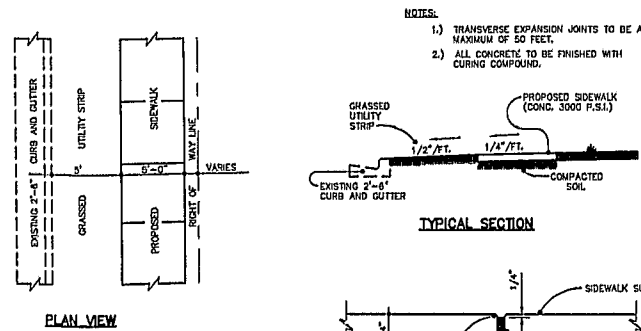 NOTES:
1.) TRANSVERSE EXPANSION JOINTS TO BE A
MAXIMUM OF 50 FEET.
2.) ALL CONCRETE TO BE FINISHED WITH
CURING COMPOUND.
EXISTING 2'-6" CURB AND GUTTER
GRASSED UTILITY STRIP
PROPOSED SIDEWALK
RIGHT OF WAY LINE
5'
5'-0"
VARIES
PLAN VIEW
GRASSED
UTILITY
STRIP
1/2"/FT.
1/4"/FT.
PROPOSED SIDEWALK
(CONC. 3000 P.S.I.)
EXISTING 2'-6"
CURB AND GUTTER
COMPACTED
SOIL
TYPICAL SECTION
1/4"
SIDEWALK SU